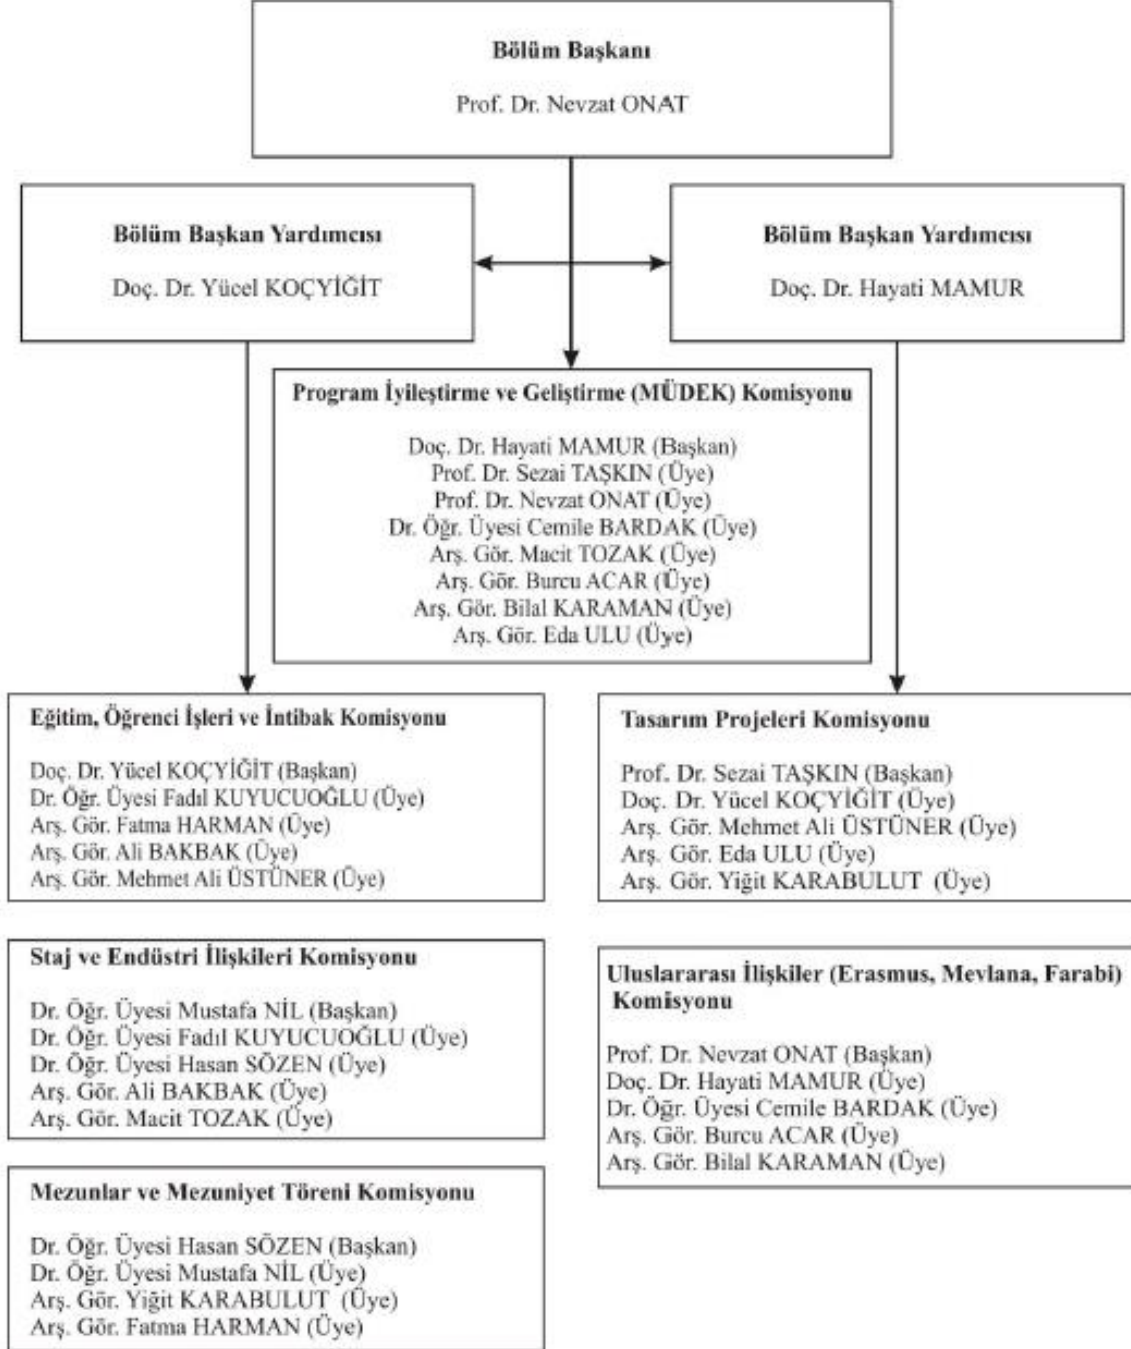 Bölüm Başkanı
Prof. Dr. Nevzat ONAT
Bölüm Başkan Yardımcısı
Doç. Dr. Yücel KOÇYİĞİT
Bölüm Başkan Yardımcısı
Doç. Dr. Hayati MAMUR
Program İyileştirme ve Geliştirme (MÜDEK) Komisyonu
Doç. Dr. Hayati MAMUR (Başkan)
Prof. Dr. Sezai TAŞKIN (Üye)
Prof. Dr. Nevzat ONAT (Üye)
Dr. Öğr. Üyesi Cemile BARDAK (Üye)
Arş. Gör. Macit TOZAK (Üye)
Arş. Gör. Burcu ACAR (Üye)
Arş. Gör. Bilal KARAMAN (Üye)
Arş. Gör. Eda ULU (Üye)
Eğitim, Öğrenci İşleri ve İntibak Komisyonu
Doç. Dr. Yücel KOÇYİĞİT (Başkan)
Dr. Öğr. Üyesi Fadıl KUYUCUOĞLU (Üye)
Arş. Gör. Fatma HARMAN (Üye)
Arş. Gör. Ali BAKBAK (Üye)
Arş. Gör. Mehmet Ali ÜSTÜNER (Üye)
Tasarım Projeleri Komisyonu
Prof. Dr. Sezai TAŞKIN (Başkan)
Doç. Dr. Yücel KOÇYİĞİT (Üye)
Arş. Gör. Mehmet Ali ÜSTÜNER (Üye)
Arş. Gör. Eda ULU (Üye)
Arş. Gör. Yiğit KARABULUT (Üye)
Staj ve Endüstri İlişkileri Komisyonu
Dr. Öğr. Üyesi Mustafa NİL (Başkan)
Dr. Öğr. Üyesi Fadıl KUYUCUOĞLU (Üye)
Dr. Öğr. Üyesi Hasan SÖZEN (Üye)
Arş. Gör. Ali BAKBAK (Üye)
Arş. Gör. Macit TOZAK (Üye)
Uluslararası İlişkiler (Erasmus, Mevlana, Farabi)
Komisyonu
Prof. Dr. Nevzat ONAT (Başkan)
Doç. Dr. Hayati MAMUR (Üye)
Dr. Öğr. Üyesi Cemile BARDAK (Üye)
Arş. Gör. Burcu ACAR (Üye)
Arş. Gör. Bilal KARAMAN (Üye)
Mezunlar ve Mezuniyet Töreni Komisyonu
Dr. Öğr. Üyesi Hasan SÖZEN (Başkan)
Dr. Öğr. Üyesi Mustafa NİL (Üye)
Arş. Gör. Yiğit KARABULUT (Üye)
Arş. Gör. Fatma HARMAN (Üye)